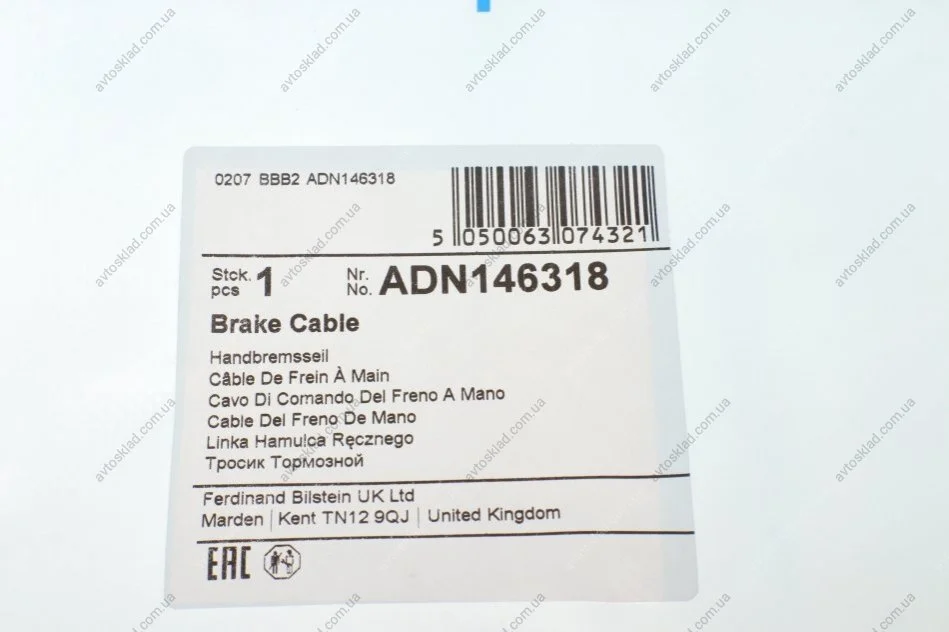 0207 BBB2 ADN146318
5 050063 074321
Stck. pcs 1 Nr. No. ADN146318
Brake Cable
Handbremsseil
Câble De Frein À Main
Cavo Di Comando Del Freno A Mano
Cable Del Freno De Mano
Linka Hamulca Ręcznego
Тросик Тормозной
Ferdinand Bilstein UK Ltd
Marden | Kent TN12 9QJ | United Kingdom
EAC
avtosklad.com.ua